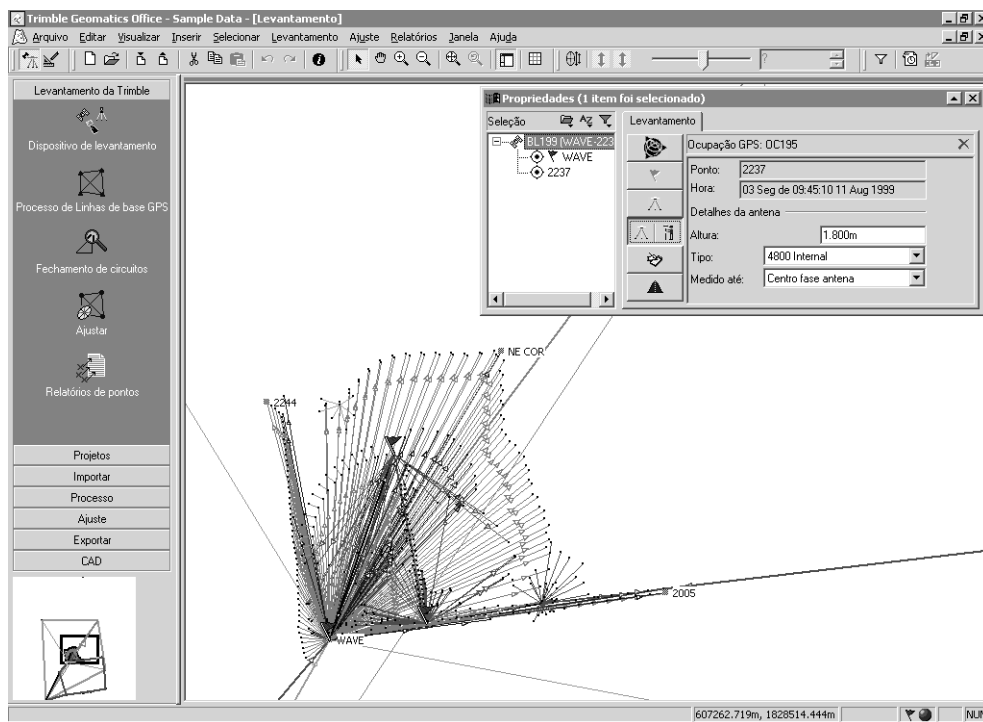 Trimble Geomatics Office - Sample Data - [Levantamento]
Arquivo Editar Visualizar Inserir Selecionar Levantamento Ajuste Relatórios Janela Ajuda
?
Levantamento da Trimble
Dispositivo de levantamento
Processo de Linhas de base GPS
Fechamento de circuitos
Ajustar
Relatórios de pontos
Projetos
Importar
Processo
Ajuste
Exportar
CAD
Propriedades (1 item foi selecionado)
Seleção
BL199 (WAVE-223
WAVE
2237
Levantamento
Ocupação GPS: OC195
Ponto: 2237
Hora: 03 Seg de 09:45:10 11 Aug 1999
Detalhes da antena
Altura: 1.800m
Tipo: 4800 Internal
Medido até: Centro fase antena
NE COR
2244
2005
WAVE
607262.719m, 1828514.444m
NUM